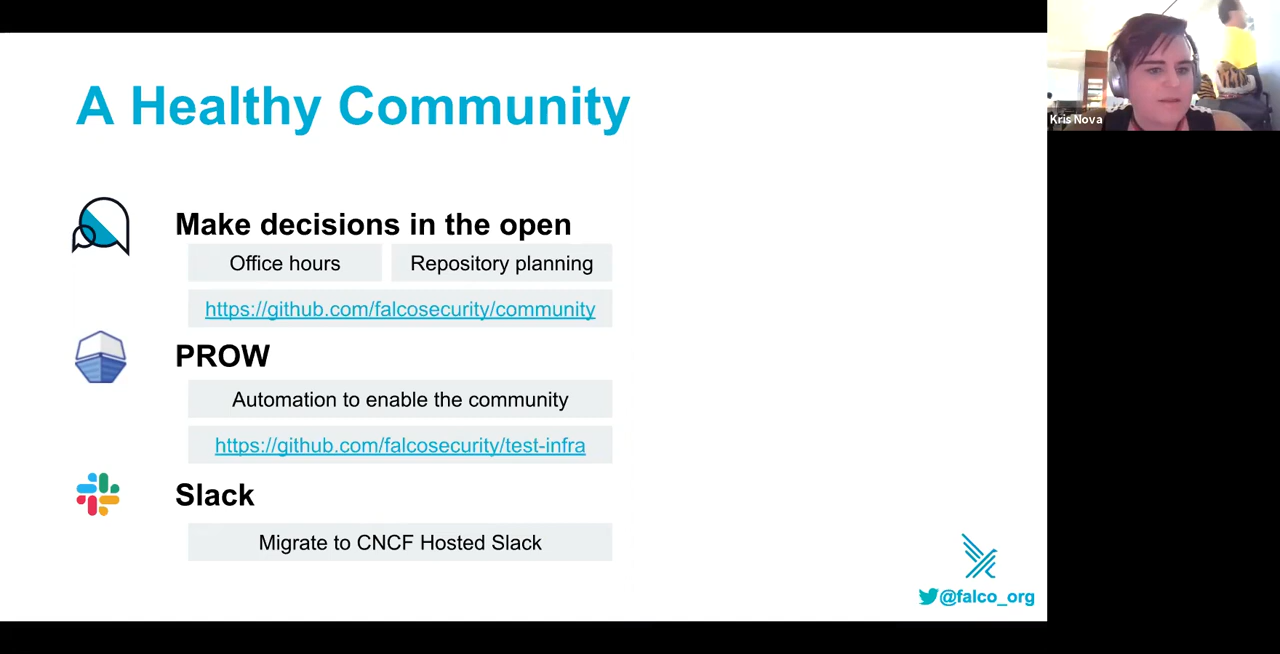 A Healthy Community
Kris Nova
Make decisions in the open
Office hours
Repository planning
https://github.com/falcosecurity/community
PROW
Automation to enable the community
https://github.com/falcosecurity/test-infra
Slack
Migrate to CNCF Hosted Slack
@falco_org